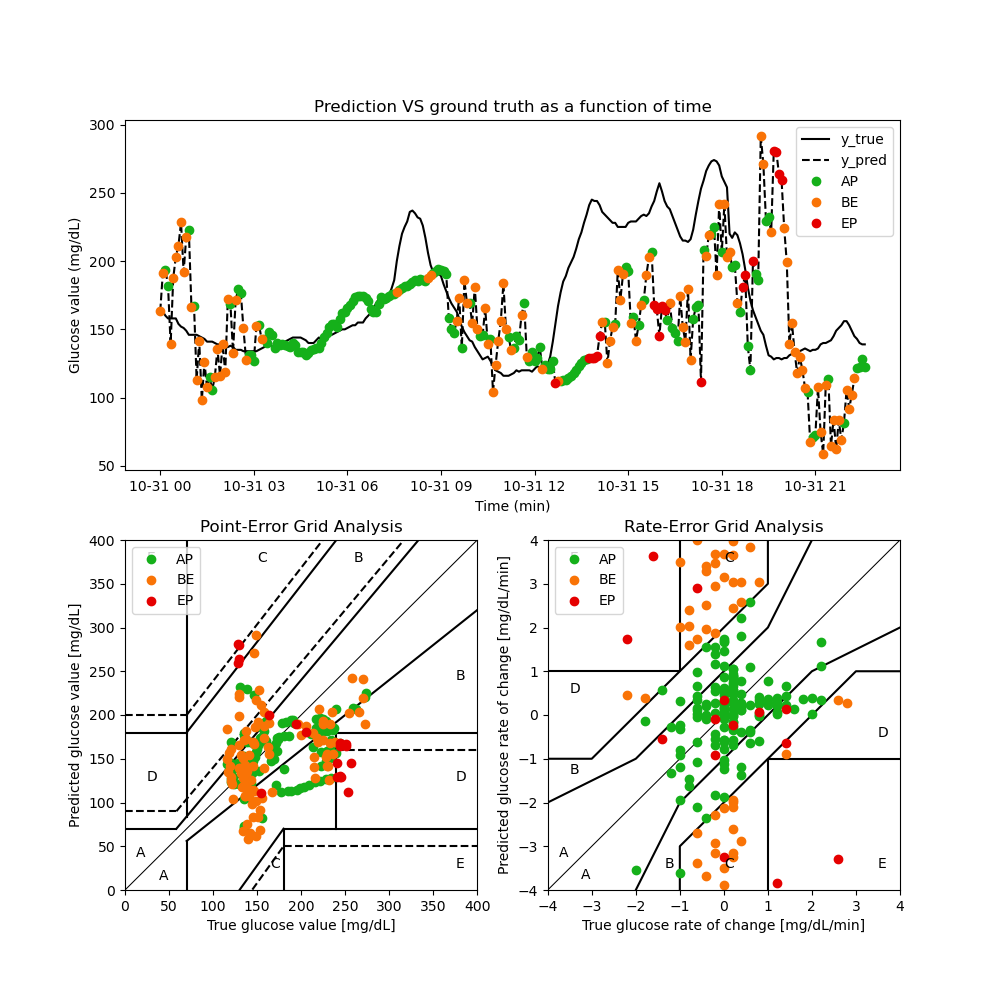 Prediction VS ground truth as a function of time
Glucose value (mg/dL)
300
250
200
150
100
50
y_true
y_pred
AP
BE
EP
10-31 00 10-31 03 10-31 06 10-31 09 10-31 12 10-31 15 10-31 18 10-31 21
Time (min)
Point-Error Grid Analysis
Predicted glucose value [mg/dL]
400
350
300
250
200
150
100
50
0
AP
BE
EP
C B
B
D D
A
A C E
0 50 100 150 200 250 300 350 400
True glucose value [mg/dL]
Rate-Error Grid Analysis
Predicted glucose rate of change [mg/dL/min]
4
3
2
1
0
−1
−2
−3
−4
AP
BE
EP
C
D
D
B
A
A B C E
−4 −3 −2 −1 0 1 2 3 4
True glucose rate of change [mg/dL/min]